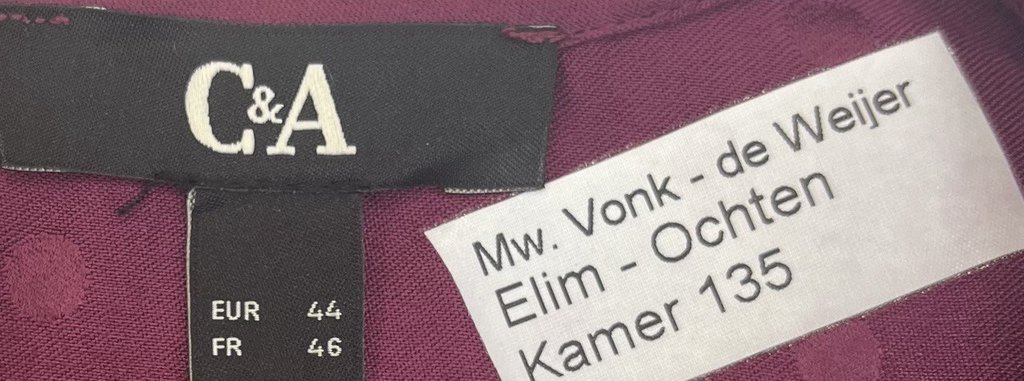 C&A
EUR 44
FR 46
Mw. Vonk - de Weijer
Elim - Ochten
Kamer 135